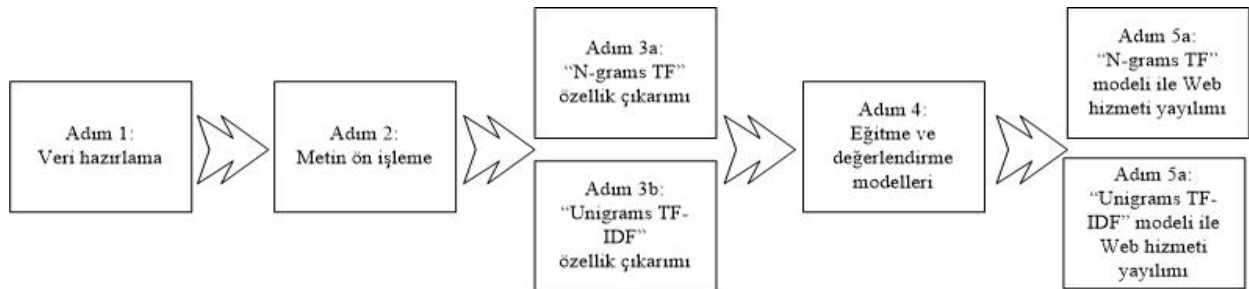 Adım 1:
Veri hazırlama
Adım 2:
Metin ön işleme
Adım 3a:
“N-grams TF”
özellik çıkarımı
Adım 3b:
“Unigrams TF-
IDF”
özellik çıkarımı
Adım 4:
Eğitme ve
değerlendirme
modelleri
Adım 5a:
“N-grams TF”
modeli ile Web
hizmeti yayılımı
Adım 5a:
“Unigrams TF-
IDF” modeli ile
Web hizmeti
yayılımı